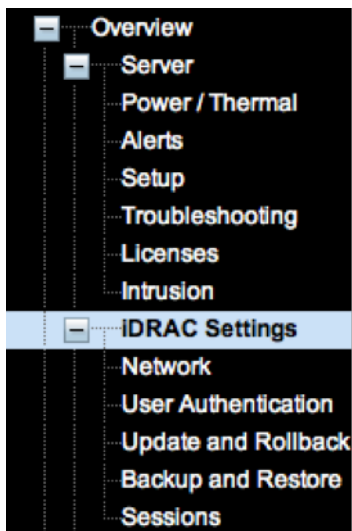 Overview
Server
Power / Thermal
Alerts
Setup
Troubleshooting
Licenses
Intrusion
iDRAC Settings
Network
User Authentication
Update and Rollback
Backup and Restore
Sessions